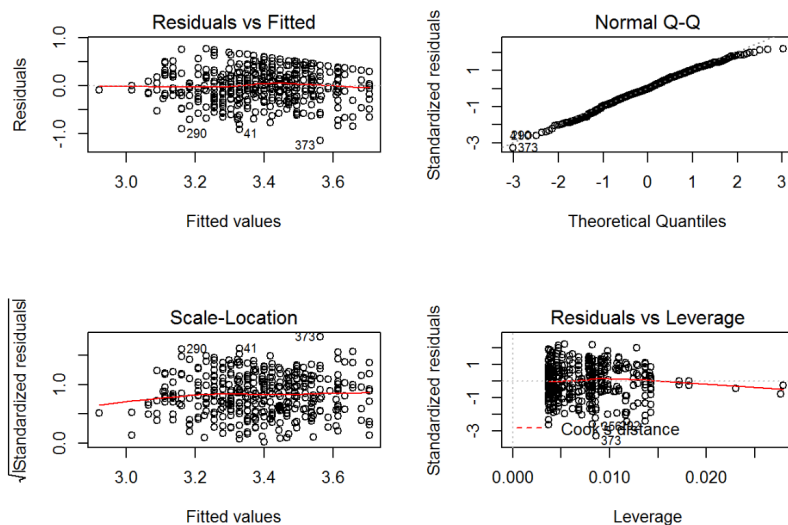 Residuals vs Fitted
Residuals
1.0
0.0
-1.0
290
41
373
3.0 3.2 3.4 3.6
Fitted values
Normal Q-Q
Standardized residuals
1
-1
-3
290
373
-3 -2 -1 0 1 2 3
Theoretical Quantiles
Scale-Location
√|Standardized residuals|
1.0
0.0
290
41
373
3.0 3.2 3.4 3.6
Fitted values
Residuals vs Leverage
Standardized residuals
1
-1
-3
Cook's distance
373
0.000 0.010 0.020
Leverage